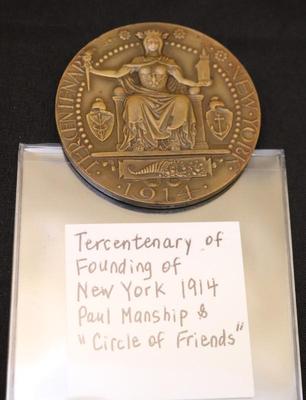 TERCENTENARY · NEW · YORK
· 1914 ·
Tercentenary of
Founding of
New York 1914
Paul Manship &
"Circle of Friends"